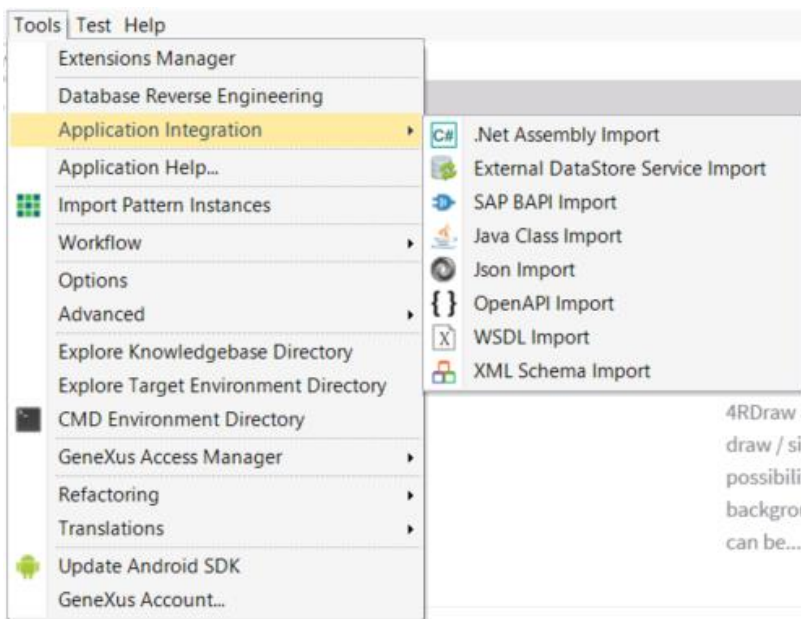 Tools Test Help
Extensions Manager
Database Reverse Engineering
Application Integration
Application Help...
Import Pattern Instances
Workflow
Options
Advanced
Explore Knowledgebase Directory
Explore Target Environment Directory
CMD Environment Directory
GeneXus Access Manager
Refactoring
Translations
Update Android SDK
GeneXus Account...
C# .Net Assembly Import
External DataStore Service Import
SAP BAPI Import
Java Class Import
Json Import
{ } OpenAPI Import
X WSDL Import
XML Schema Import
4RDraw
draw / si
possibili
backgrou
can be...